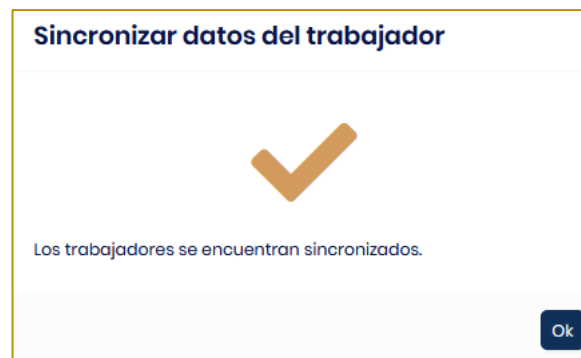 Sincronizar datos del trabajador
Los trabajadores se encuentran sincronizados.
Ok